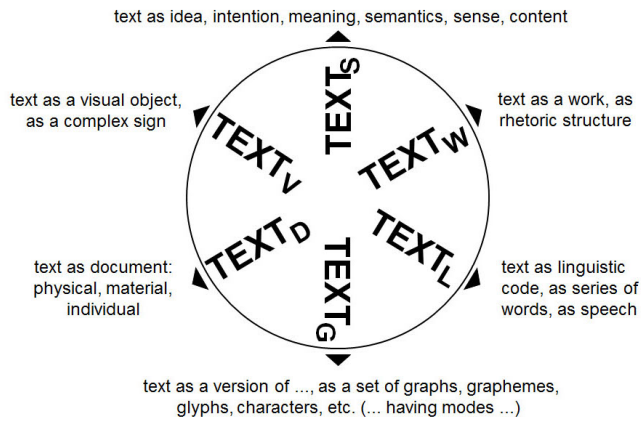 text as idea, intention, meaning, semantics, sense, content
text as a visual object,
as a complex sign
text as a work, as
rhetoric structure
TEXTS
TEXTV
TEXTW
TEXTD
TEXTL
TEXTG
text as document:
physical, material,
individual
text as linguistic
code, as series of
words, as speech
text as a version of ..., as a set of graphs, graphemes,
glyphs, characters, etc. (... having modes ...)